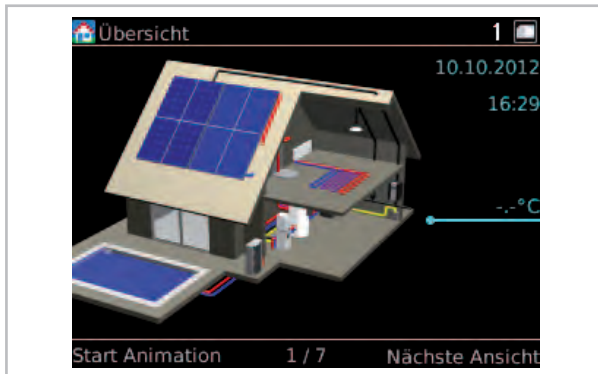 Übersicht 1
10.10.2012
16:29
-.-°C
Start Animation 1 / 7 Nächste Ansicht